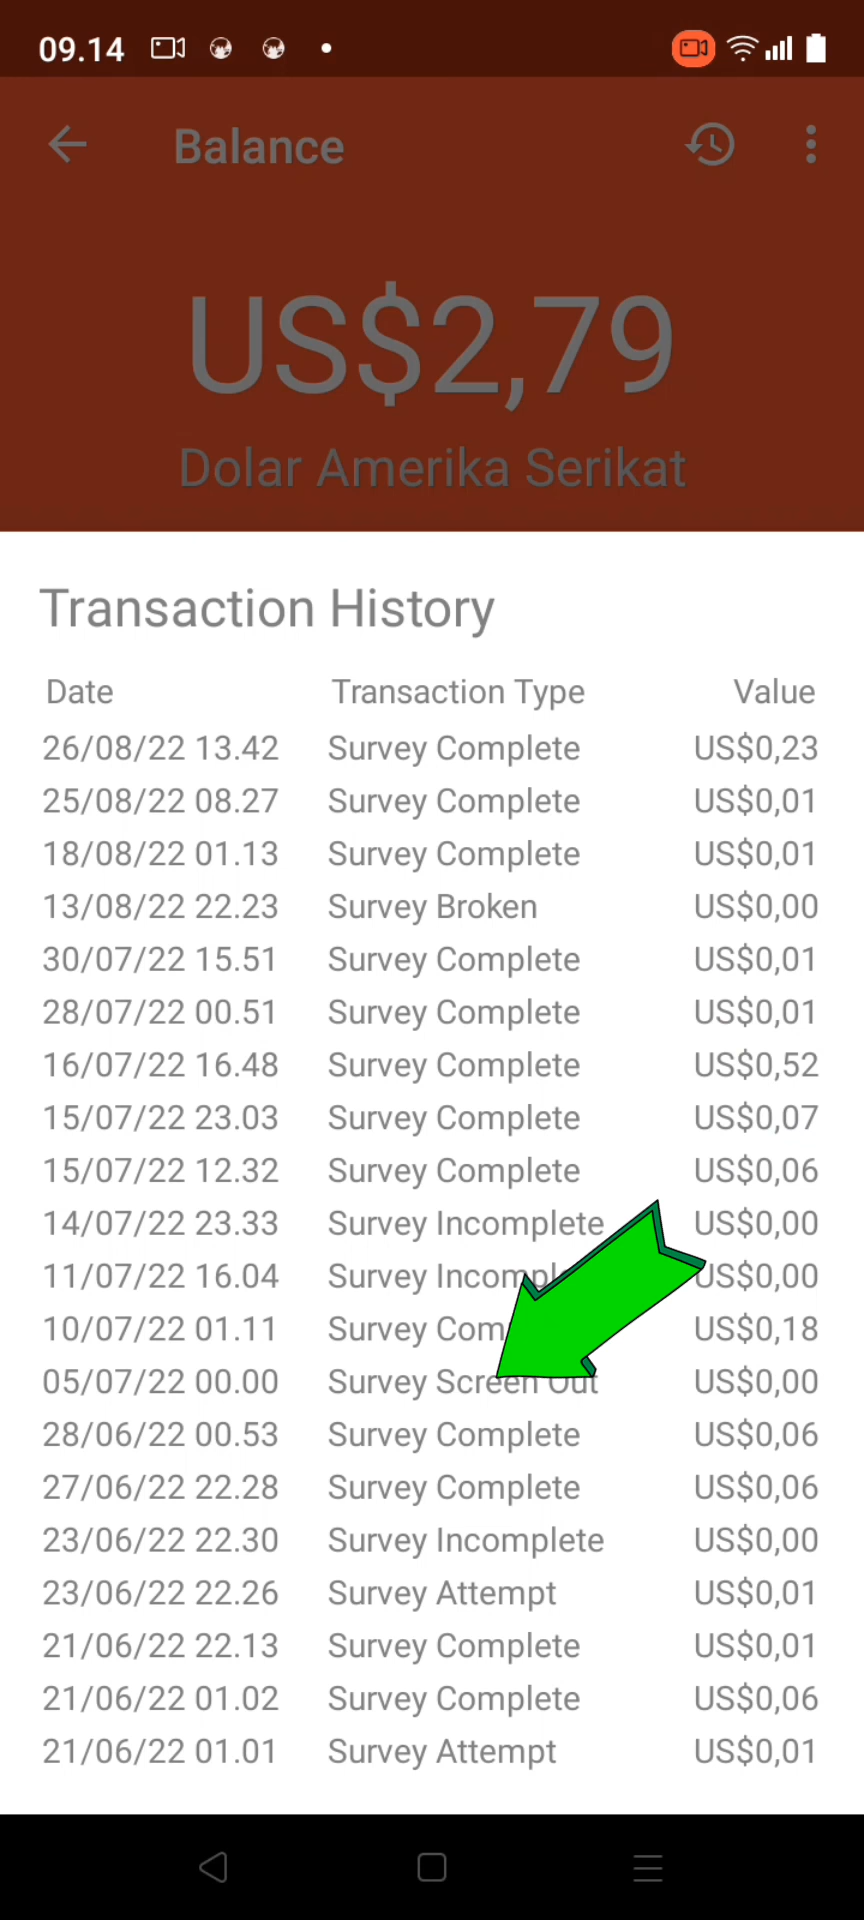 09.14
Balance
US$2,79
Dolar Amerika Serikat
Transaction History
Date Transaction Type Value
26/08/22 13.42 Survey Complete US$0,23
25/08/22 08.27 Survey Complete US$0,01
18/08/22 01.13 Survey Complete US$0,01
13/08/22 22.23 Survey Broken US$0,00
30/07/22 15.51 Survey Complete US$0,01
28/07/22 00.51 Survey Complete US$0,01
16/07/22 16.48 Survey Complete US$0,52
15/07/22 23.03 Survey Complete US$0,07
15/07/22 12.32 Survey Complete US$0,06
14/07/22 23.33 Survey Incomplete US$0,00
11/07/22 16.04 Survey US$0,00
10/07/22 01.11 Survey US$0,18
05/07/22 00.00 Survey Screen Out US$0,00
28/06/22 00.53 Survey Complete US$0,06
27/06/22 22.28 Survey Complete US$0,06
23/06/22 22.30 Survey Incomplete US$0,00
23/06/22 22.26 Survey Attempt US$0,01
21/06/22 22.13 Survey Complete US$0,01
21/06/22 01.02 Survey Complete US$0,06
21/06/22 01.01 Survey Attempt US$0,01